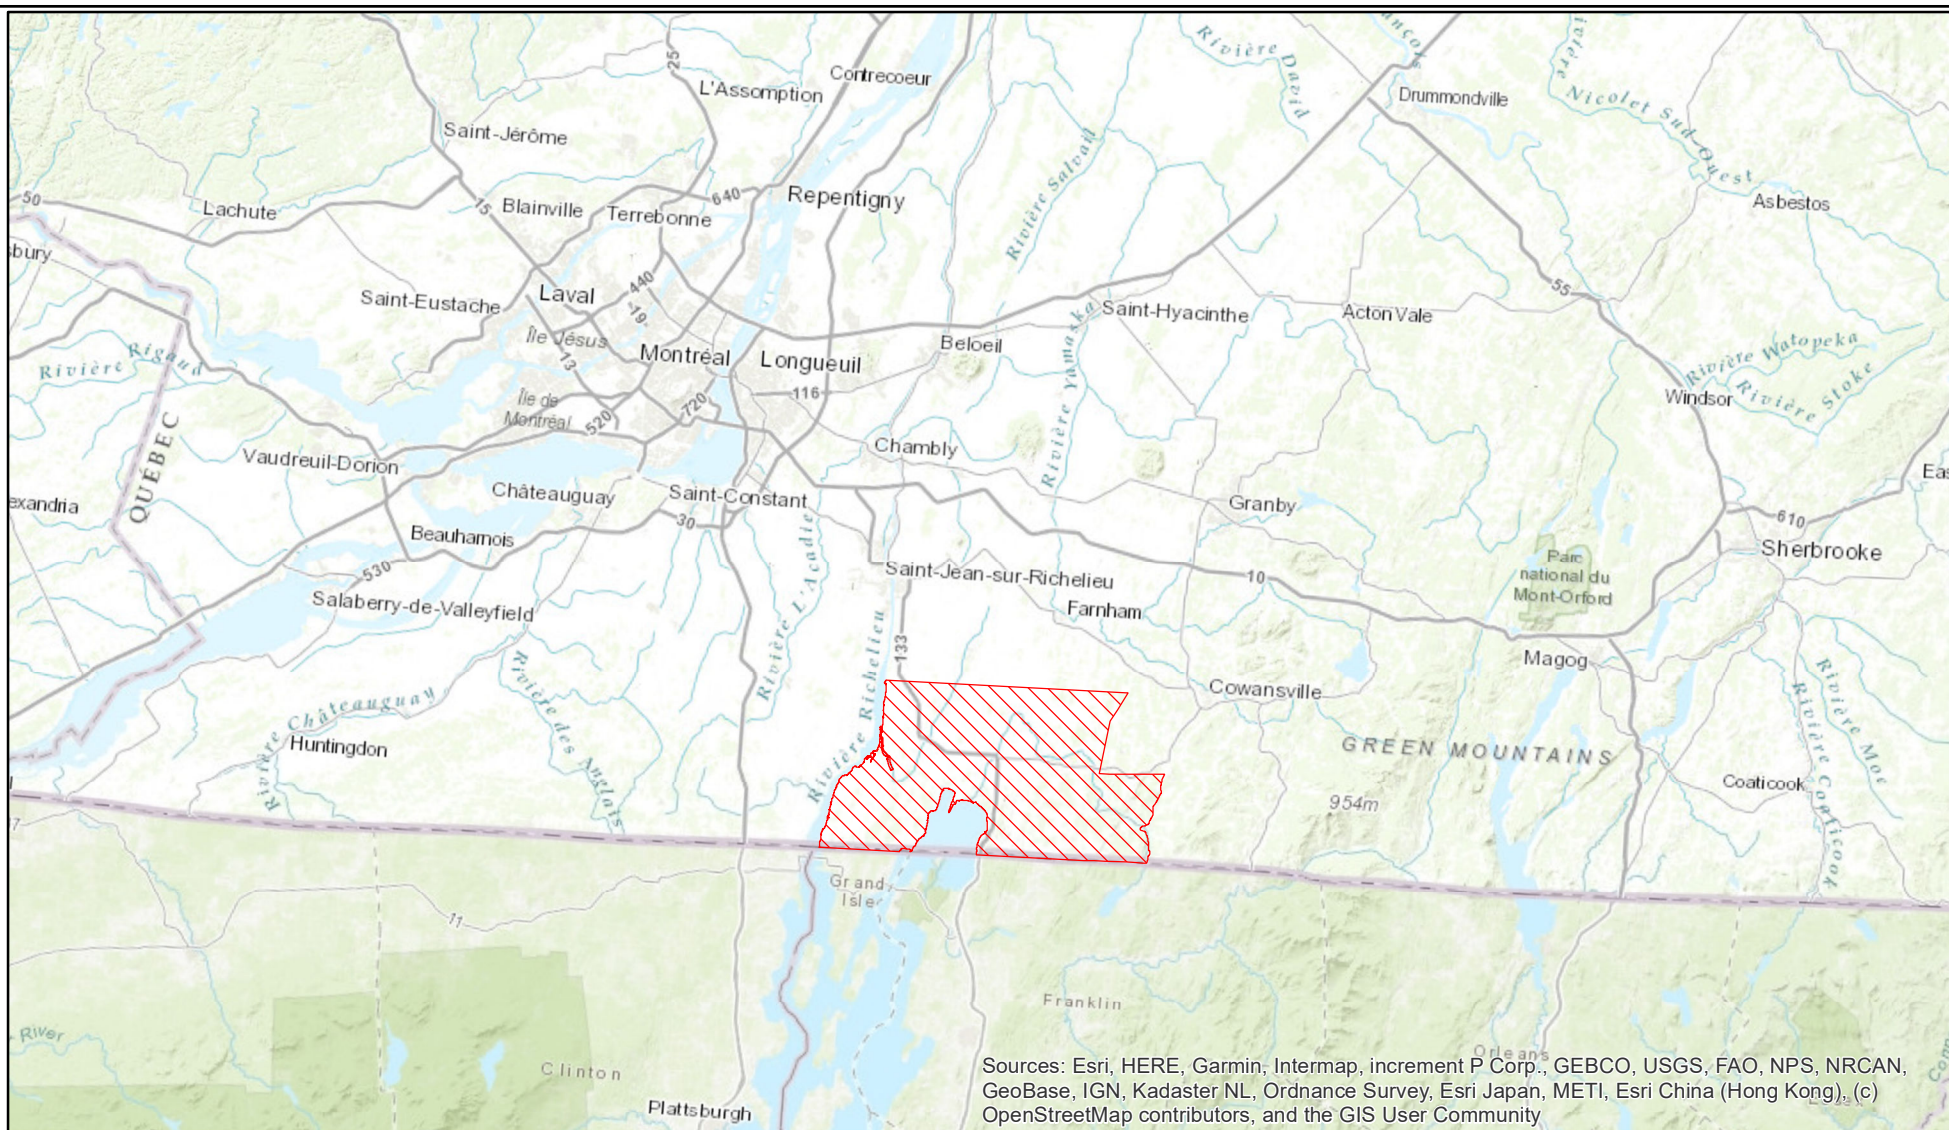 25
Contrecoeur
L'Assomption
Rivière David
Drummondville
Rivière
Nicolet Sud-Ouest
Saint-Jérôme
Rivière Salvail
50
15
Lachute
Blainville
Terrebonne
640
Repentigny
Asbestos
sbury
Saint-Eustache
Laval
440
19
Île Jésus
13
Montréal
Longueuil
Beloeil
Saint-Hyacinthe
Acton Vale
55
Rivière Rigaud
Rivière Yamaska
Rivière Watopeka
Rivière Stoke
Windsor
116
720
520
Île de
Montréal
QUÉBEC
Vaudreuil-Dorion
Chambly
Châteauguay
Saint-Constant
30
Granby
exandria
Eas
610
Sherbrooke
Beauharnois
530
Rivière L'Acadie
Saint-Jean-sur-Richelieu
10
Parc
national du
Mont-Orford
Salaberry-de-Valleyfield
Farnham
Rivière Richelieu
133
Magog
Cowansville
Rivière des Anglais
Rivière Châteauguay
Huntingdon
GREEN MOUNTAINS
954m
Coaticook
Rivière Moe
Rivière Coaticook
Grand
Isle
11
Franklin
River
Clinton
Orleans
Plattsburgh
Sources: Esri, HERE, Garmin, Intermap, increment P Corp., GEBCO, USGS, FAO, NPS, NRCAN,
GeoBase, IGN, Kadaster NL, Ordnance Survey, Esri Japan, METI, Esri China (Hong Kong), (c)
OpenStreetMap contributors, and the GIS User Community